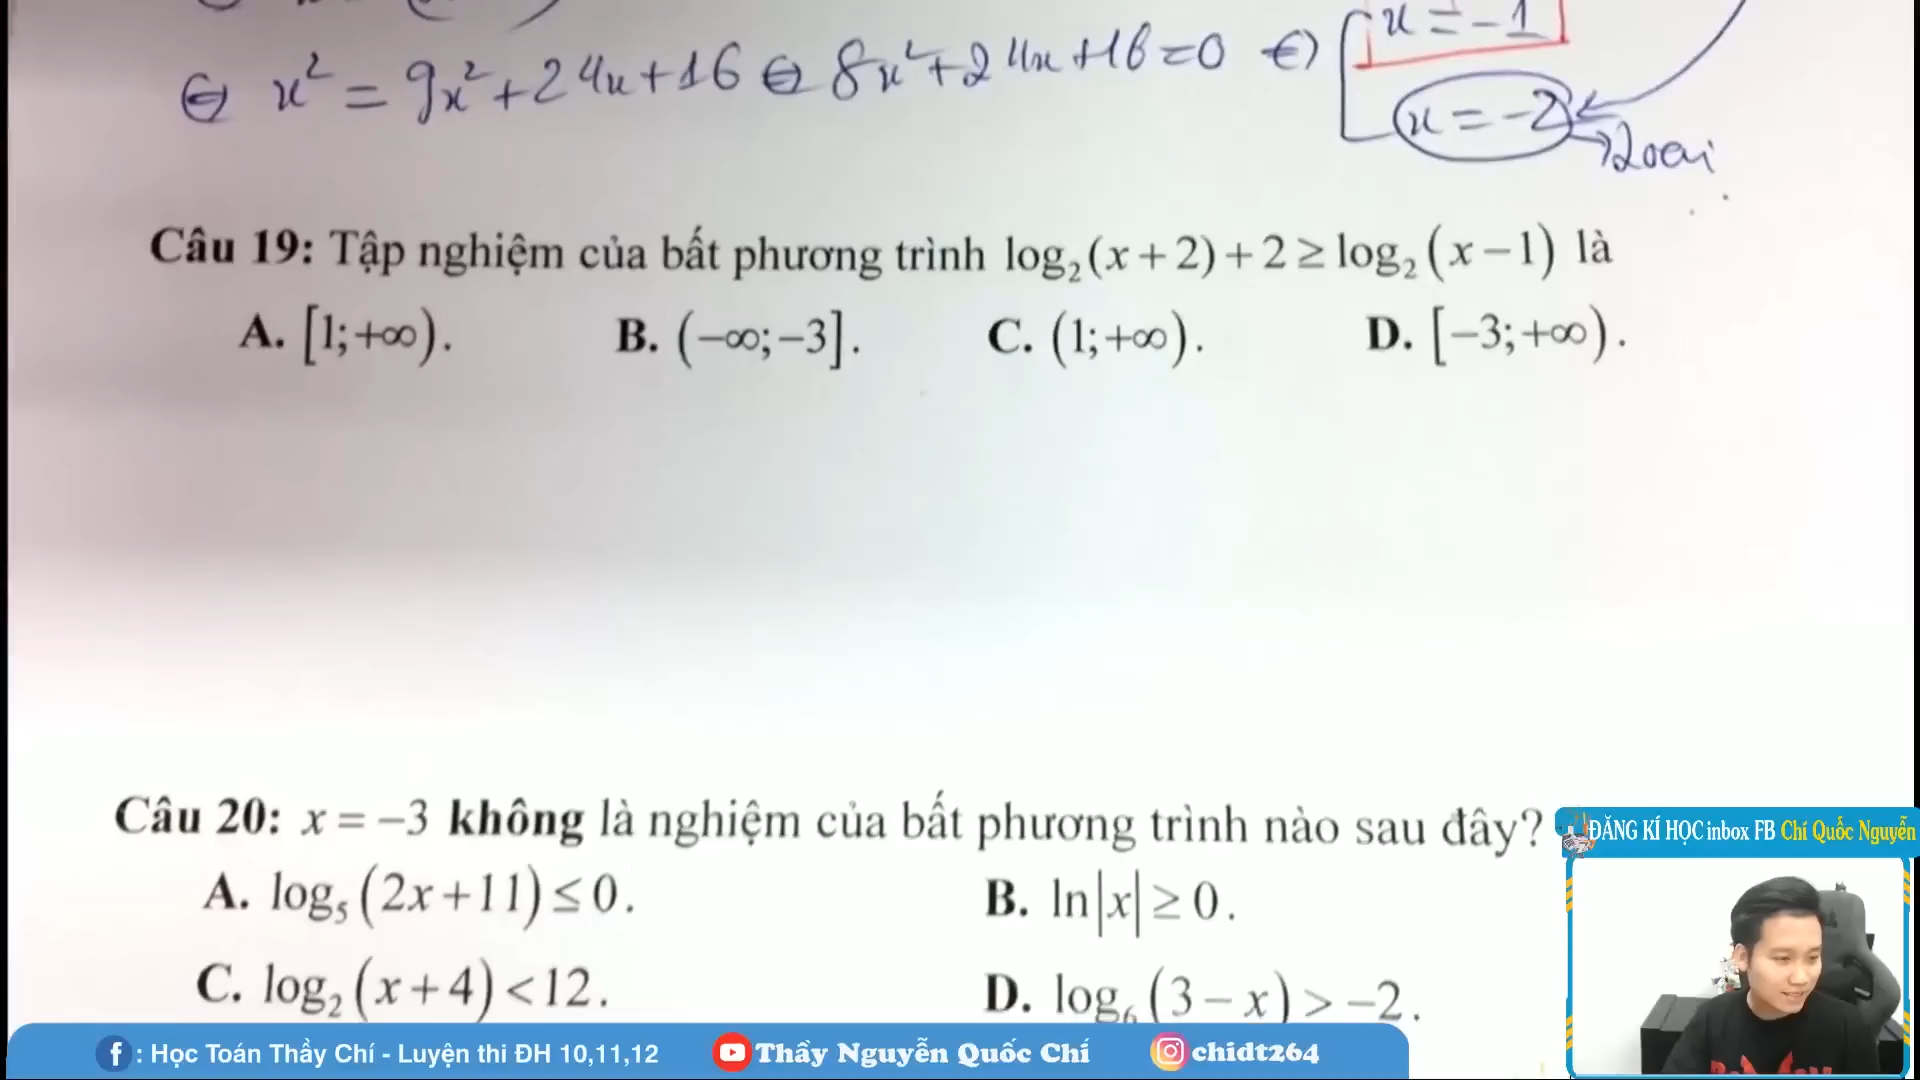 ⇔ x² = 9x² + 24x + 16 ⇔ 8x² + 24x + 16 = 0 ⇔ [ x = -1
x = -2 → loại
Câu 19: Tập nghiệm của bất phương trình log₂(x+2)+2 ≥ log₂(x−1) là
A. [1;+∞). B. (−∞;−3]. C. (1;+∞). D. [−3;+∞).
Câu 20: x = −3 không là nghiệm của bất phương trình nào sau đây?
A. log₅(2x+11) ≤ 0. B. ln|x| ≥ 0.
C. log₂(x+4) < 12. D. log₆(3−x) > −2.
ĐĂNG KÍ HỌC inbox FB Chí Quốc Nguyễn
f : Học Toán Thầy Chí - Luyện thi ĐH 10,11,12 Thầy Nguyễn Quốc Chí chidt264